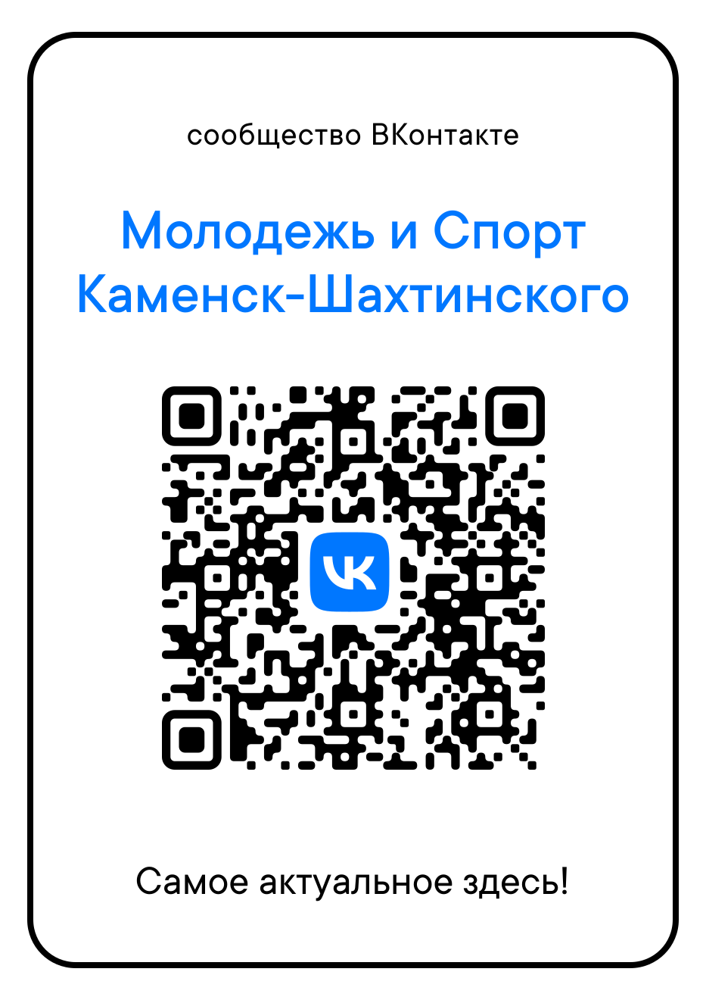 сообщество ВКонтакте
Молодежь и Спорт
Каменск-Шахтинского
Самое актуальное здесь!